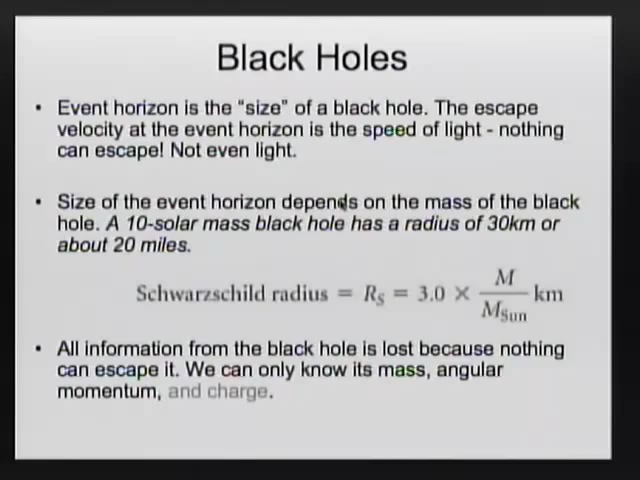 Black Holes
• Event horizon is the “size” of a black hole. The escape
velocity at the event horizon is the speed of light - nothing
can escape! Not even light.
• Size of the event horizon depends on the mass of the black
hole. A 10-solar mass black hole has a radius of 30km or
about 20 miles.
Schwarzschild radius = R_S = 3.0 × M/M_Sun km
• All information from the black hole is lost because nothing
can escape it. We can only know its mass, angular
momentum, and charge.